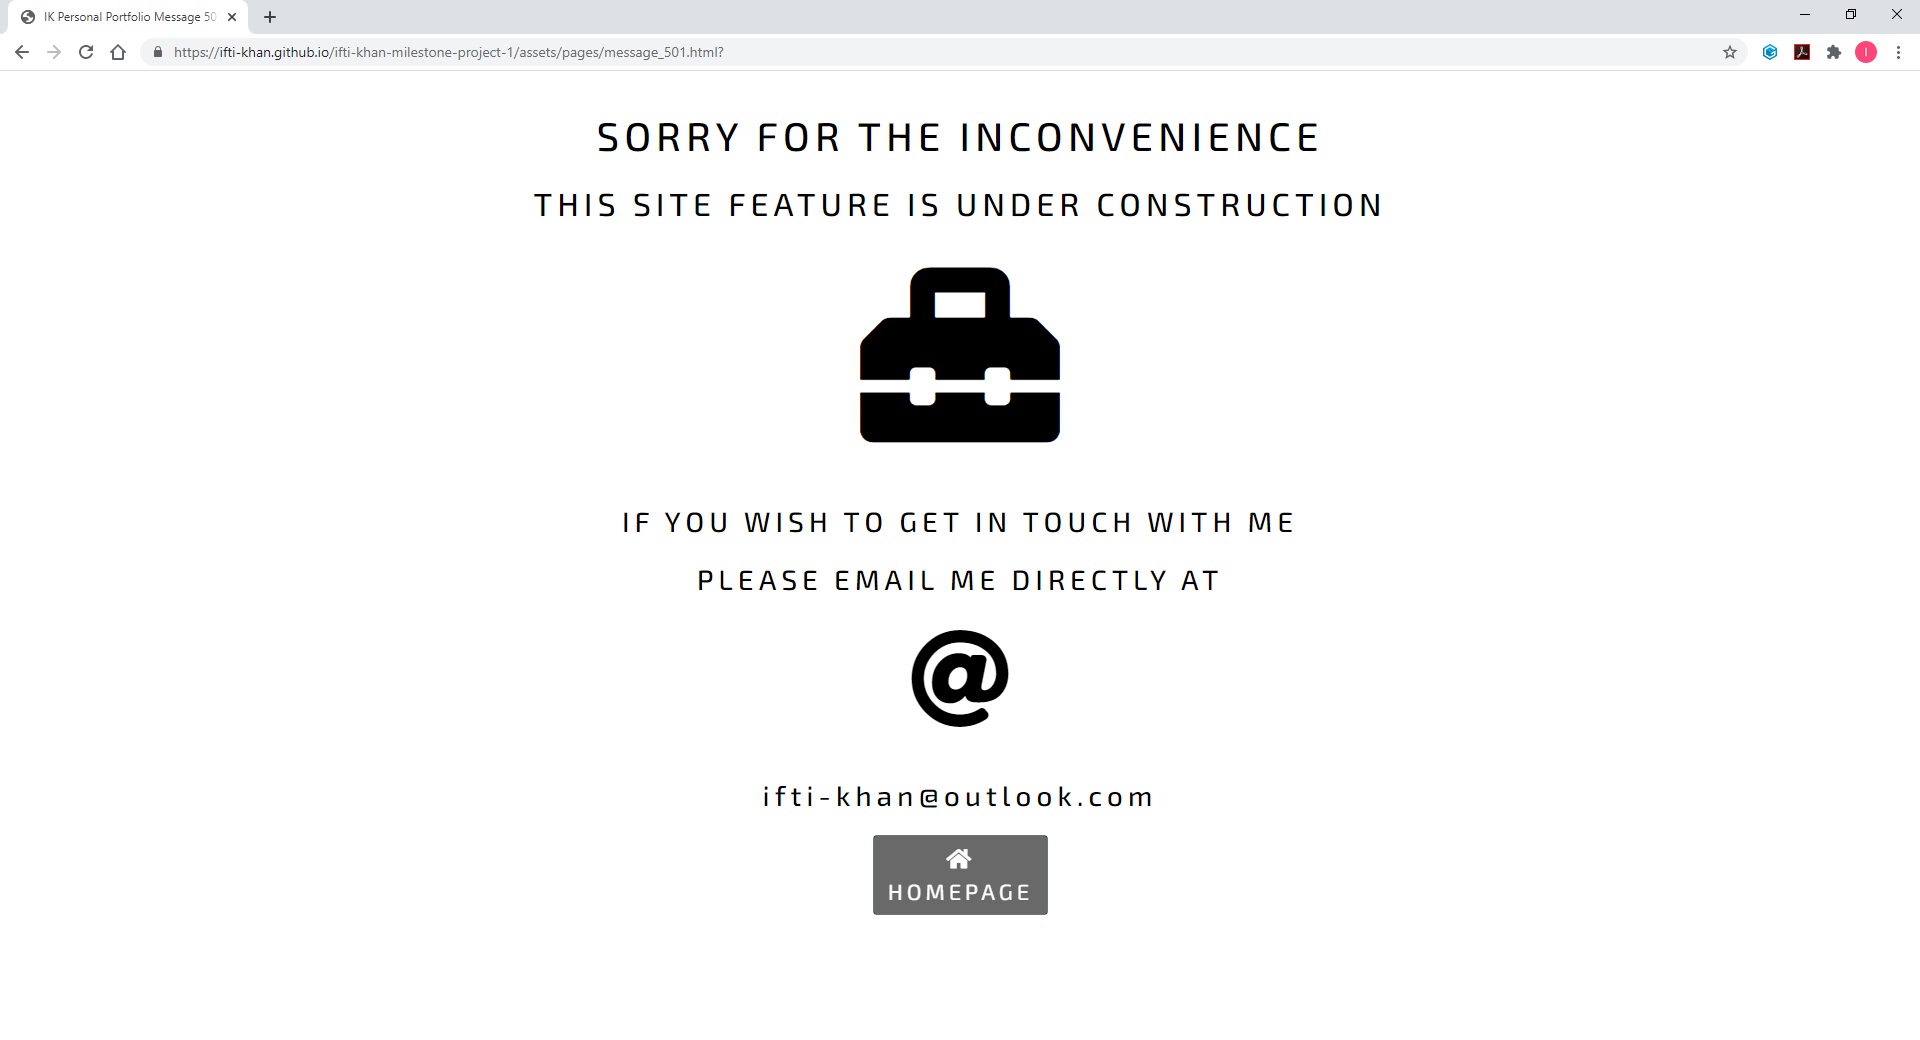 IK Personal Portfolio Message 50
https://ifti-khan.github.io/ifti-khan-milestone-project-1/assets/pages/message_501.html?
I
SORRY FOR THE INCONVENIENCE
THIS SITE FEATURE IS UNDER CONSTRUCTION
IF YOU WISH TO GET IN TOUCH WITH ME
PLEASE EMAIL ME DIRECTLY AT
@
ifti-khan@outlook.com
HOMEPAGE